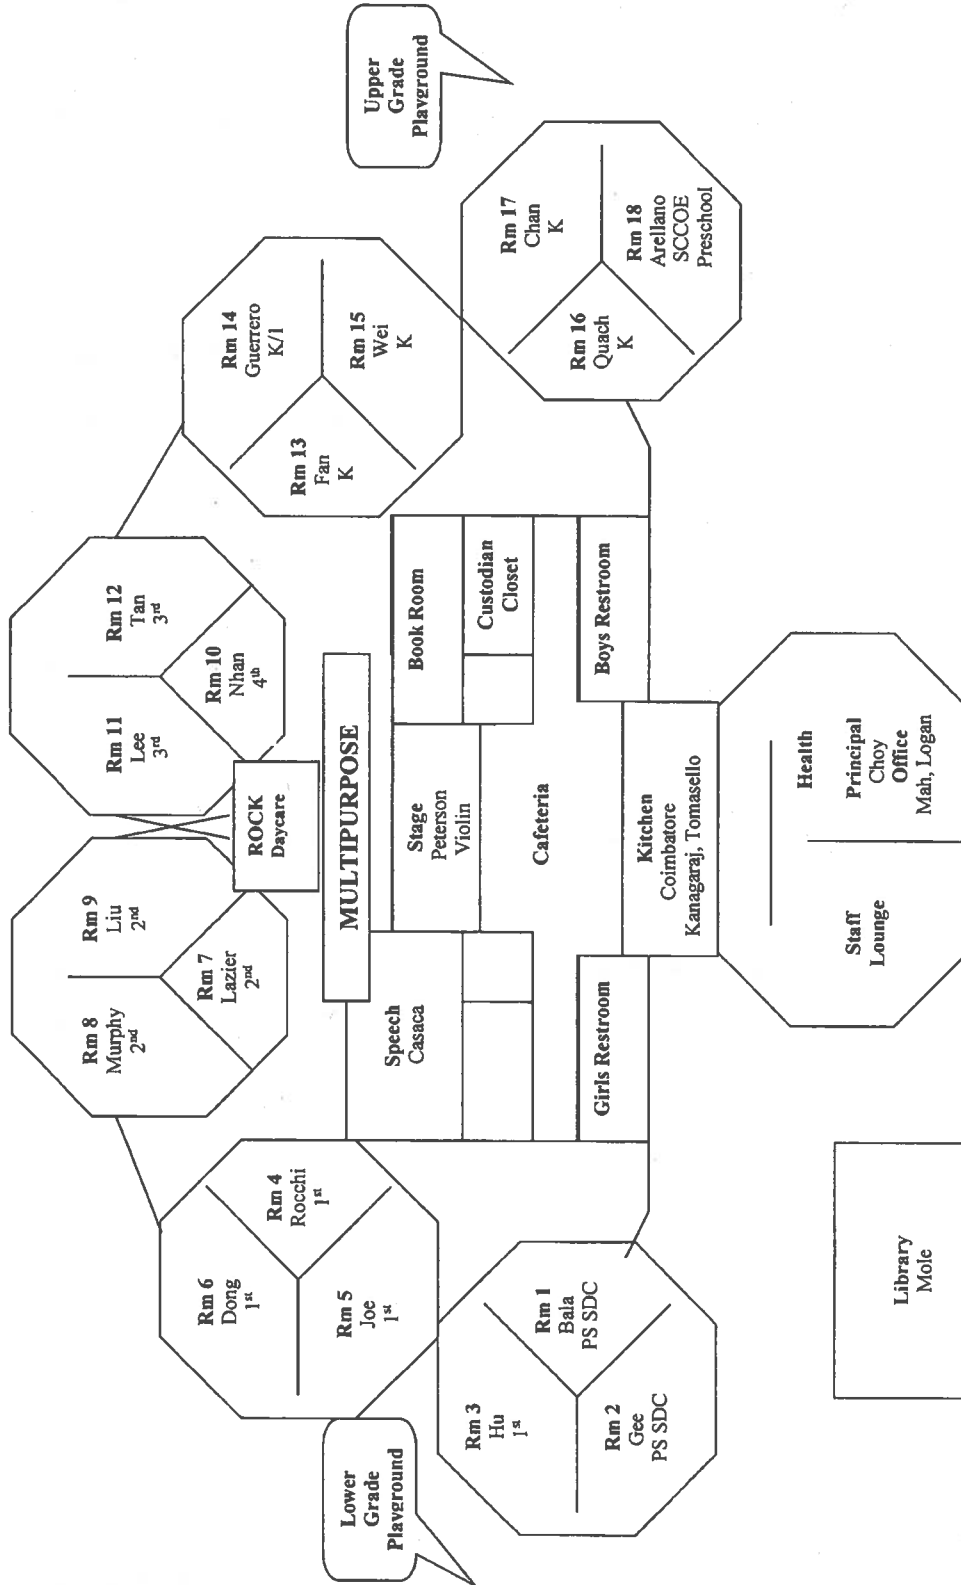 Rm 8
Murphy
2nd
Rm 9
Liu
2nd
Rm 7
Lazier
2nd
Rm 11
Lee
3rd
Rm 12
Tan
3rd
Rm 10
Nhan
4th
ROCK
Daycare
Rm 6
Dong
1st
Rm 4
Rocchi
1st
Rm 5
Joe
1st
Rm 14
Guerrero
K/1
Rm 13
Fan
K
Rm 15
Wei
K
MULTIPURPOSE
Lower
Grade
Playground
Upper
Grade
Playground
Speech
Casaca
Stage
Peterson
Violin
Book Room
Custodian
Closet
Cafeteria
Rm 3
Hu
1st
Rm 1
Bala
PS SDC
Rm 2
Gee
PS SDC
Rm 17
Chan
K
Rm 16
Quach
K
Rm 18
Arellano
SCCOE
Preschool
Girls Restroom
Boys Restroom
Kitchen
Coimbatore
Kanagaraj, Tomasello
Health
Staff
Lounge
Principal
Choy
Office
Mah, Logan
Library
Mole